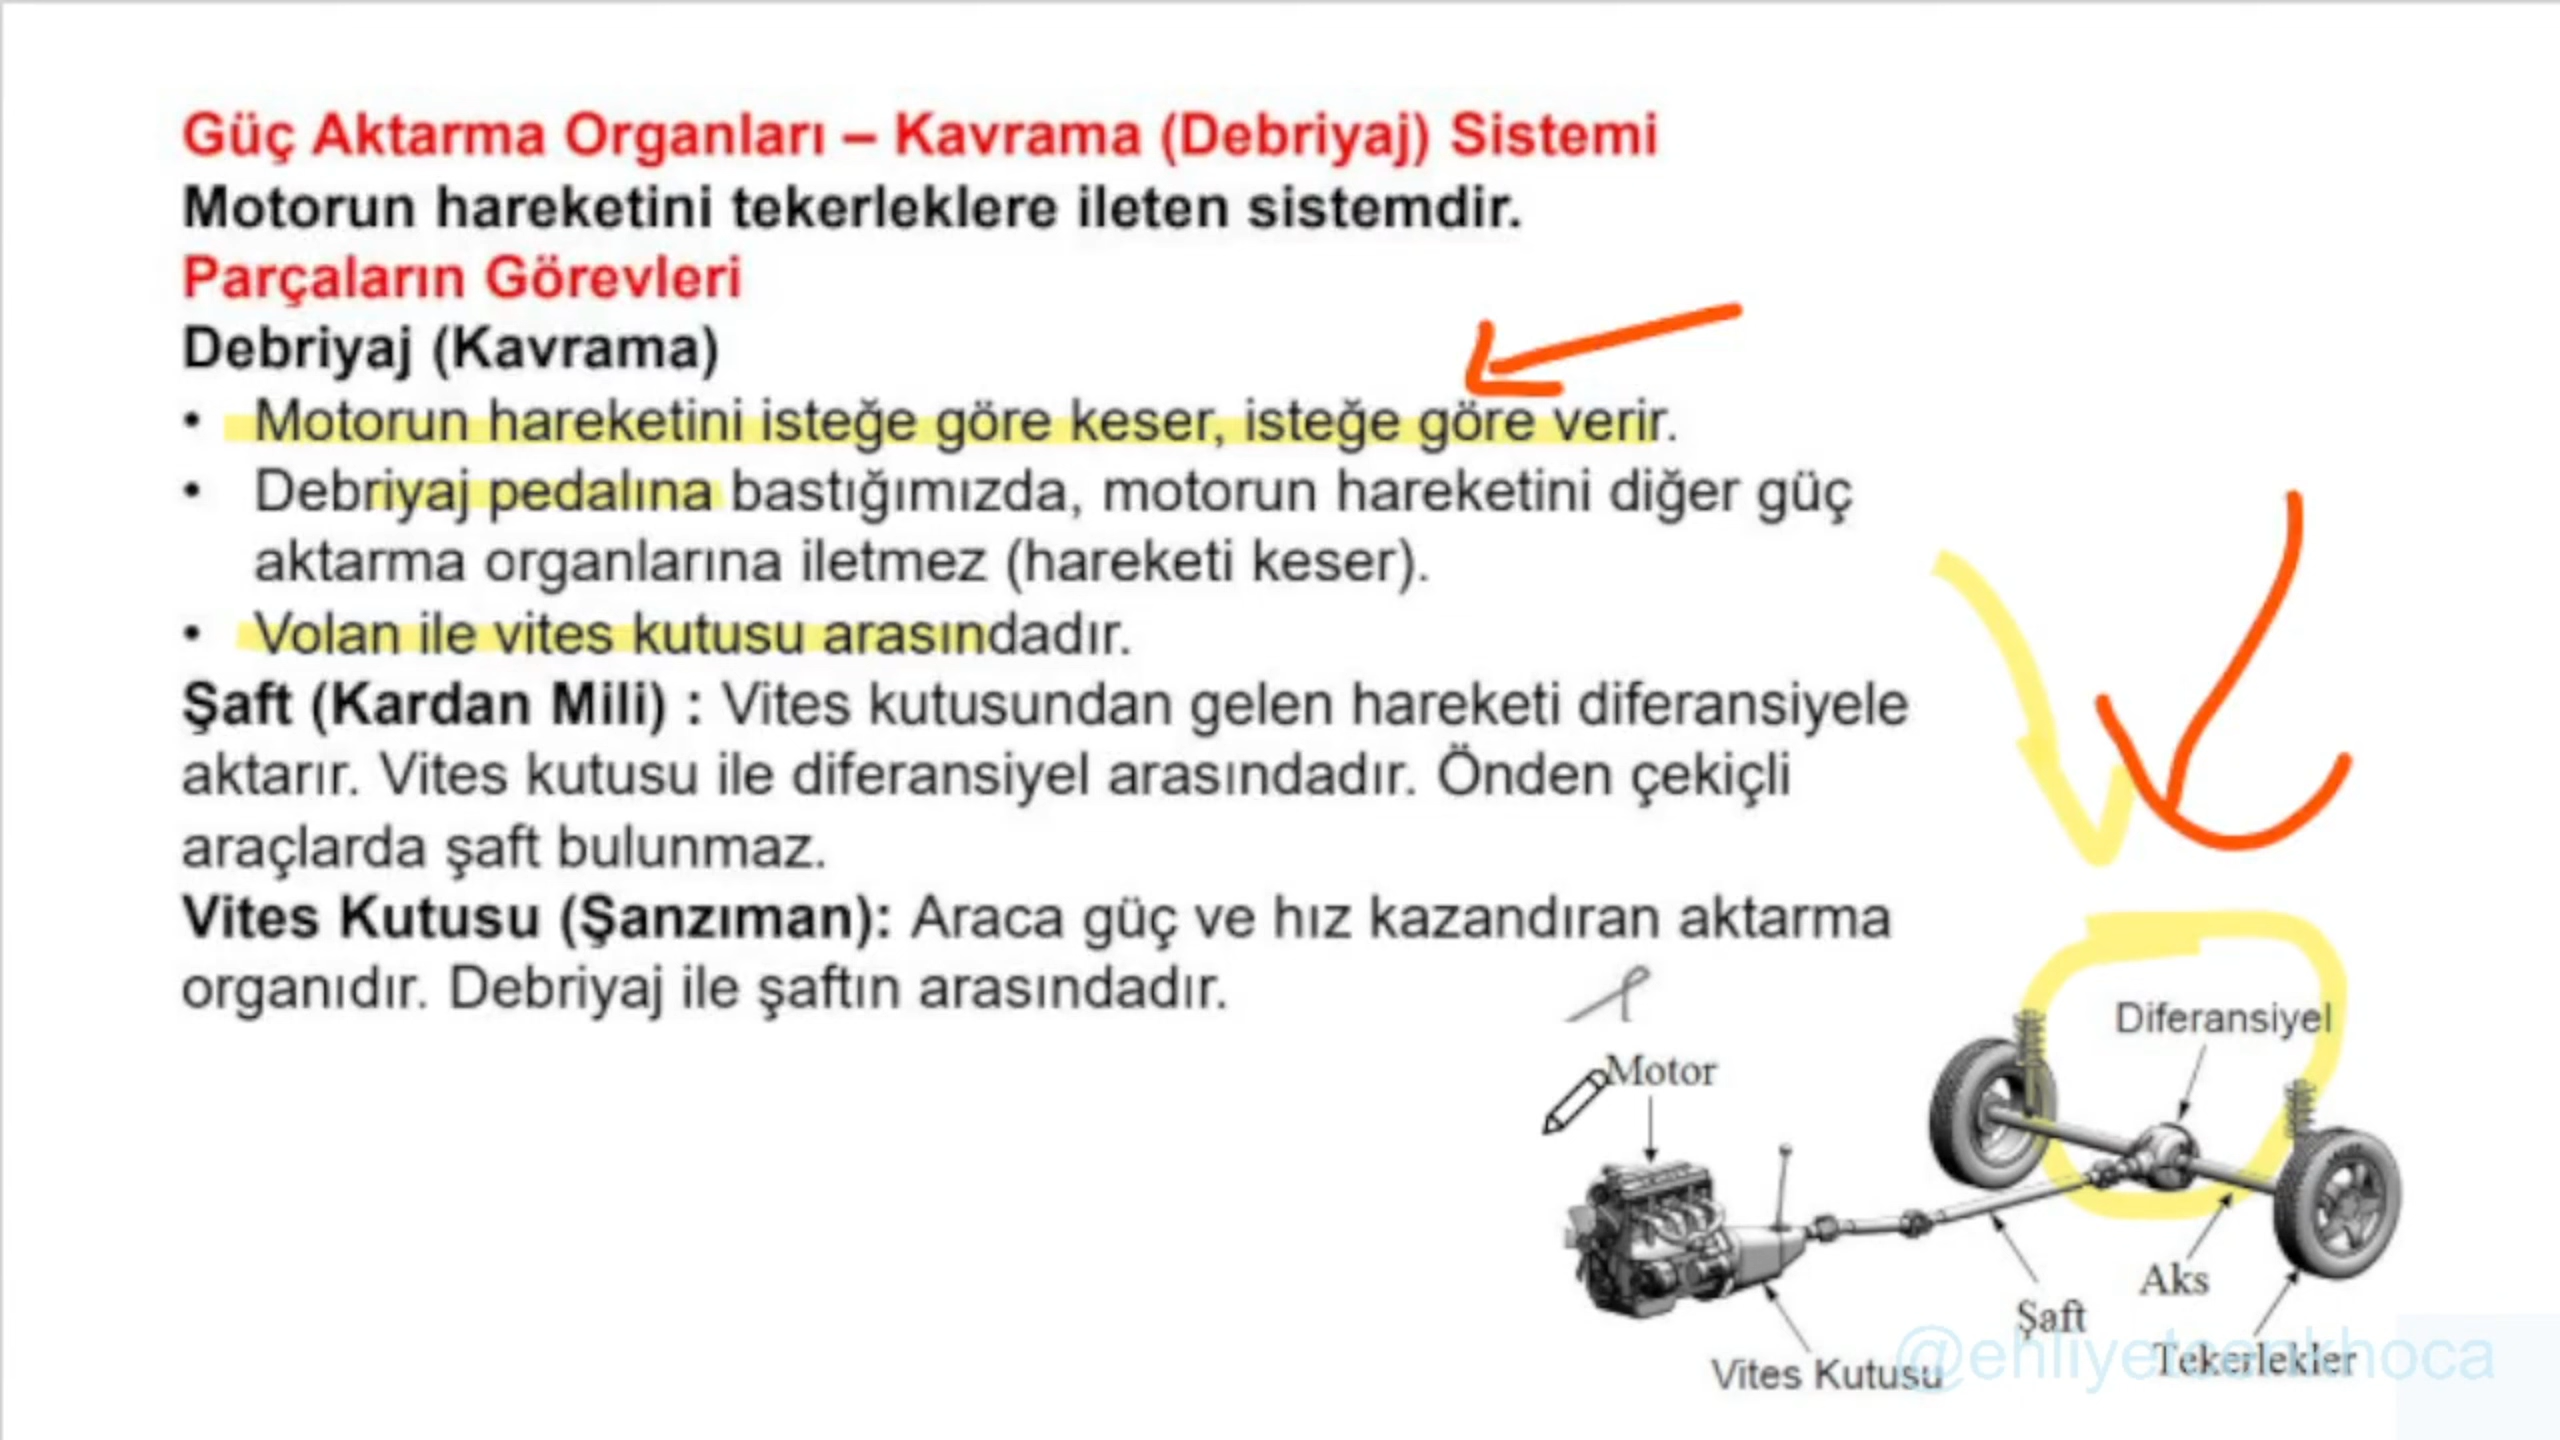 Güç Aktarma Organları – Kavrama (Debriyaj) Sistemi
Motorun hareketini tekerleklere ileten sistemdir.
Parçaların Görevleri
Debriyaj (Kavrama)
• Motorun hareketini isteğe göre keser, isteğe göre verir.
• Debriyaj pedalına bastığımızda, motorun hareketini diğer güç
aktarma organlarına iletmez (hareketi keser).
• Volan ile vites kutusu arasındadır.
Şaft (Kardan Mili) : Vites kutusundan gelen hareketi diferansiyele
aktarır. Vites kutusu ile diferansiyel arasındadır. Önden çekiçli
araçlarda şaft bulunmaz.
Vites Kutusu (Şanzıman): Araca güç ve hız kazandıran aktarma
organıdır. Debriyaj ile şaftın arasındadır.
Diferansiyel
Motor
Aks
Şaft
Tekerlekler
Vites Kutusu